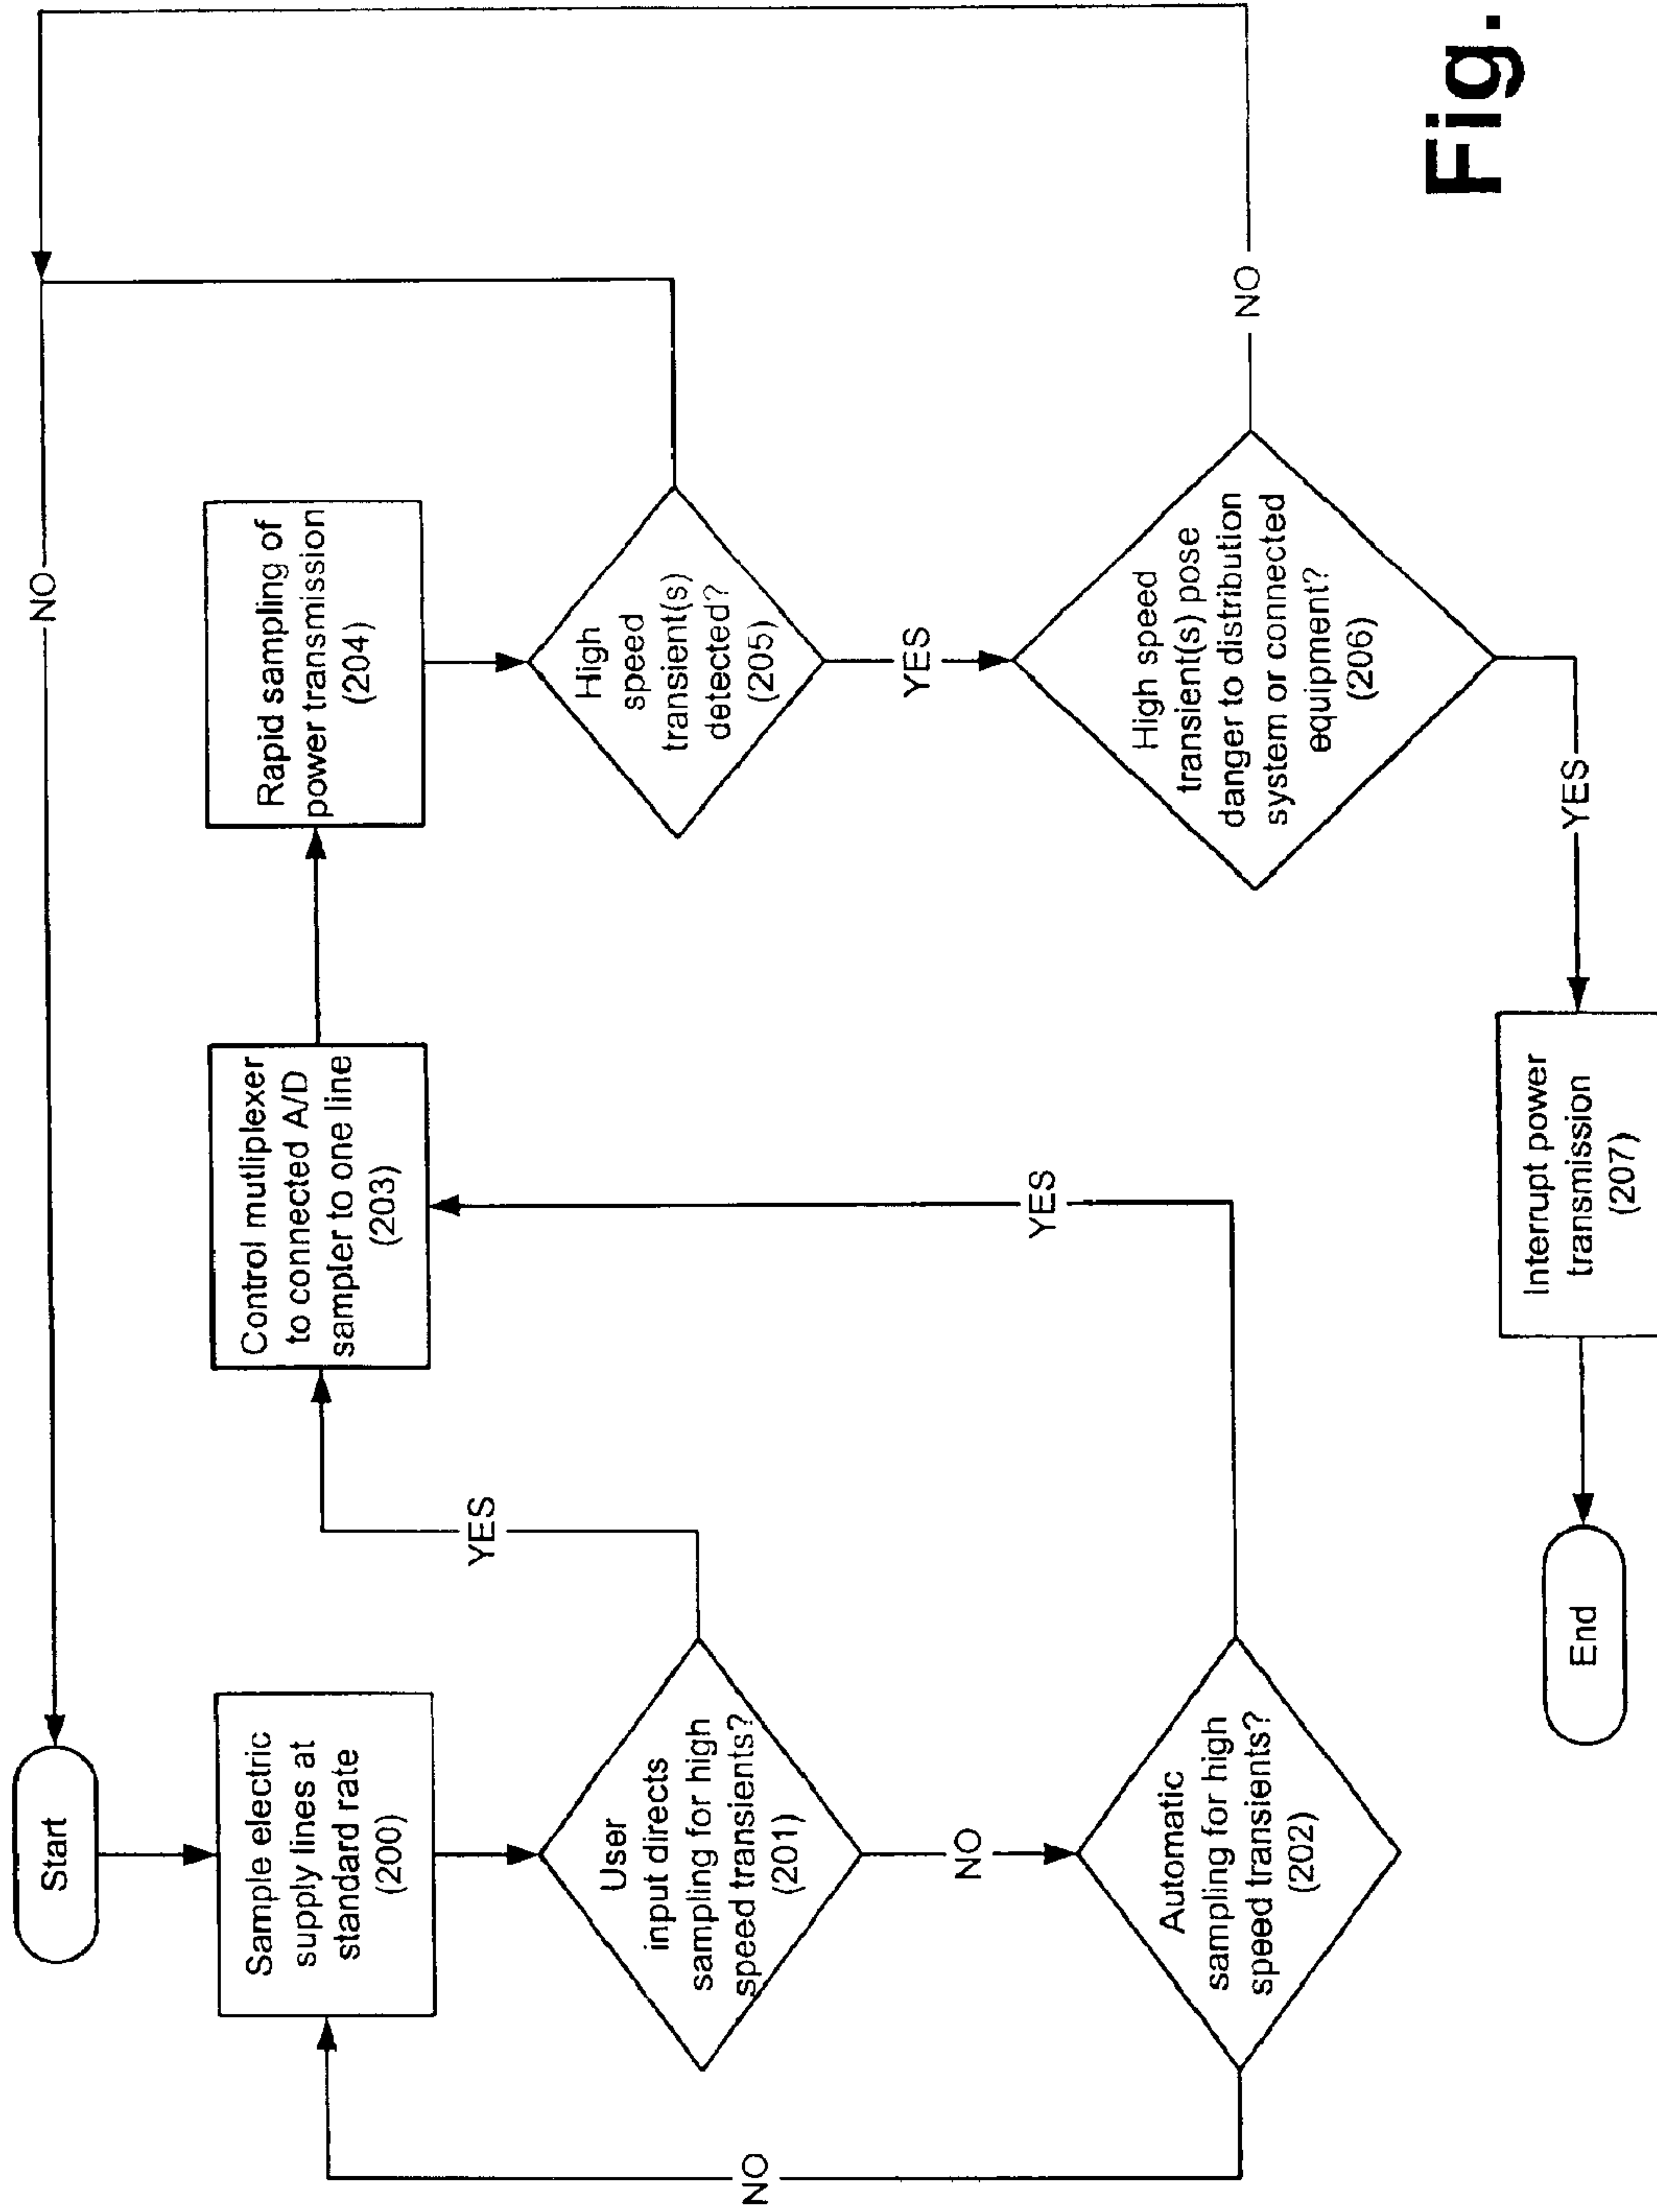 Start
Sample electric
supply lines at
standard rate
(200)
User
input directs
sampling for high
speed transients?
(201)
YES
NO
Automatic
sampling for high
speed transients?
(202)
NO
YES
Control mutliplexer
to connected A/D
sampler to one line
(203)
Rapid sampling of
power transmission
(204)
High
speed
transient(s)
detected?
(205)
NO
YES
High speed
transient(s) pose
danger to distribution
system or connected
equipment?
(206)
NO
YES
Interrupt power
transmission
(207)
End
Fig.